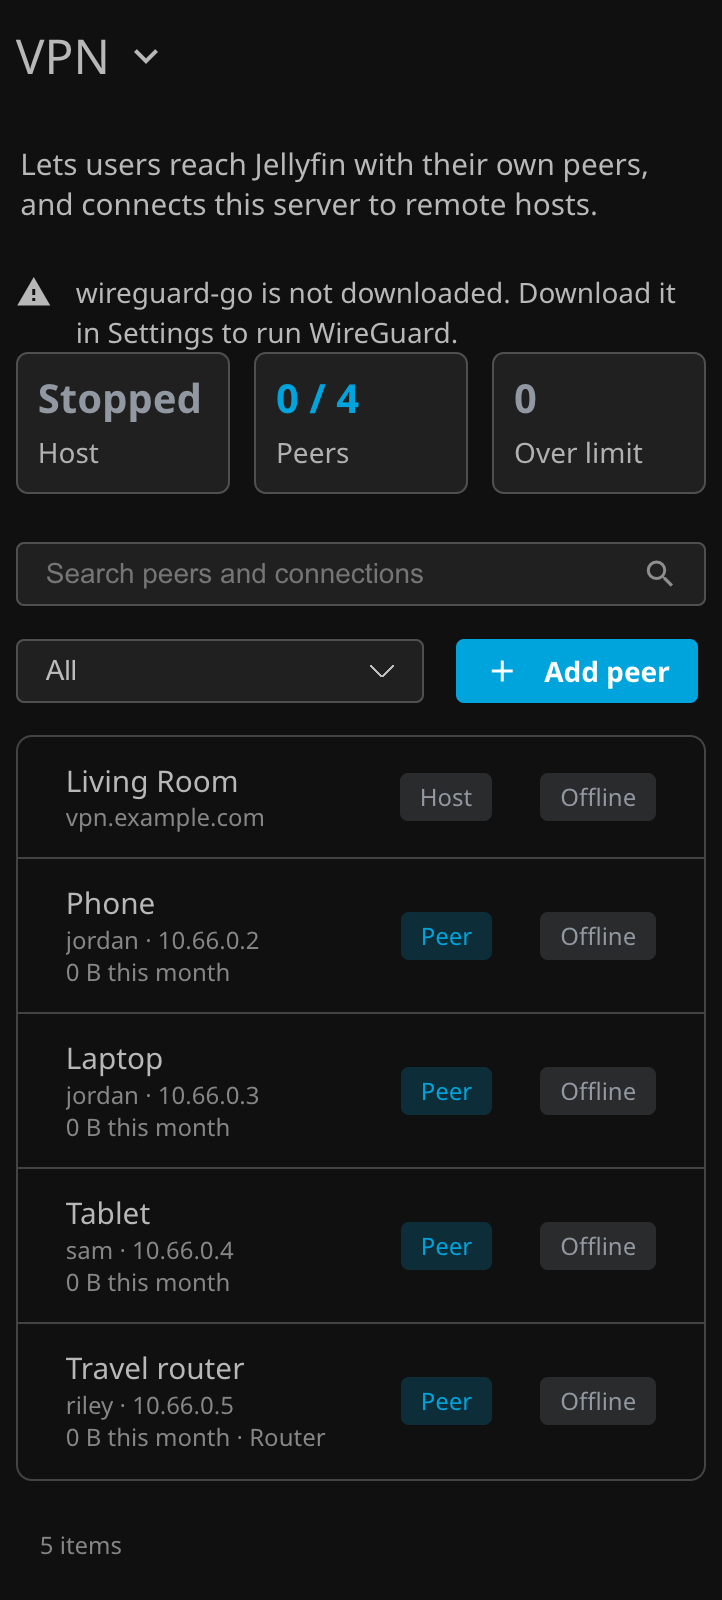 VPN
Lets users reach Jellyfin with their own peers,
and connects this server to remote hosts.
wireguard-go is not downloaded. Download it
in Settings to run WireGuard.
Stopped
Host
0 / 4
Peers
0
Over limit
Search peers and connections
All
Add peer
Living Room
vpn.example.com
Host
Offline
Phone
jordan · 10.66.0.2
0 B this month
Peer
Offline
Laptop
jordan · 10.66.0.3
0 B this month
Peer
Offline
Tablet
sam · 10.66.0.4
0 B this month
Peer
Offline
Travel router
riley · 10.66.0.5
0 B this month · Router
Peer
Offline
5 items